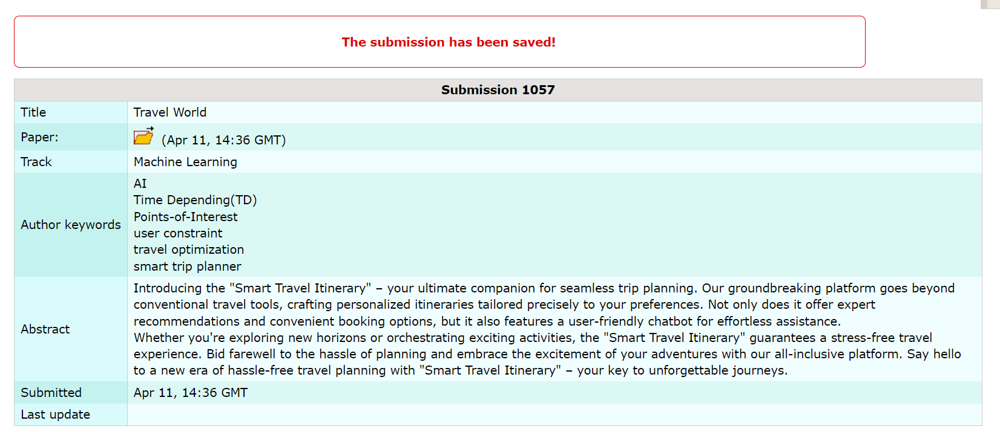 The submission has been saved!
Submission 1057
Title Travel World
Paper: (Apr 11, 14:36 GMT)
Track Machine Learning
Author keywords
AI
Time Depending(TD)
Points-of-Interest
user constraint
travel optimization
smart trip planner
Abstract
Introducing the "Smart Travel Itinerary" – your ultimate companion for seamless trip planning. Our groundbreaking platform goes beyond
conventional travel tools, crafting personalized itineraries tailored precisely to your preferences. Not only does it offer expert
recommendations and convenient booking options, but it also features a user-friendly chatbot for effortless assistance.
Whether you're exploring new horizons or orchestrating exciting activities, the "Smart Travel Itinerary" guarantees a stress-free travel
experience. Bid farewell to the hassle of planning and embrace the excitement of your adventures with our all-inclusive platform. Say hello
to a new era of hassle-free travel planning with "Smart Travel Itinerary" – your key to unforgettable journeys.
Submitted Apr 11, 14:36 GMT
Last update